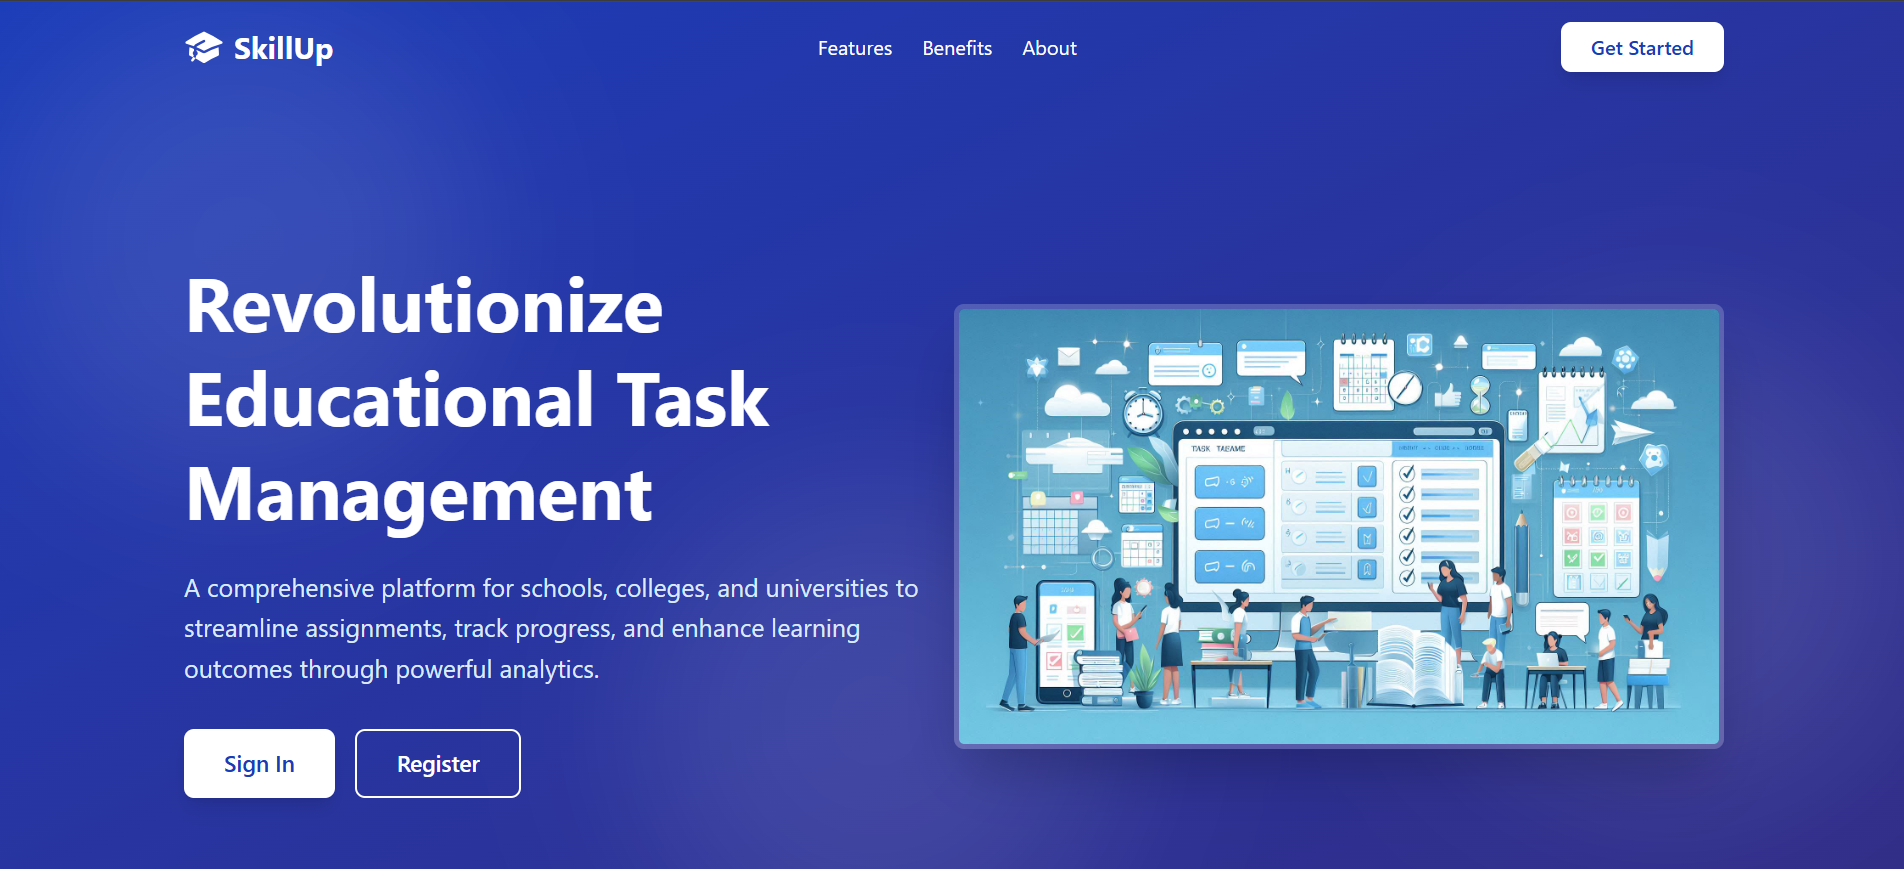 SkillUp
Features
Benefits
About
Get Started
Revolutionize
Educational Task
Management
A comprehensive platform for schools, colleges, and universities to
streamline assignments, track progress, and enhance learning
outcomes through powerful analytics.
Sign In
Register
TASK TABAME